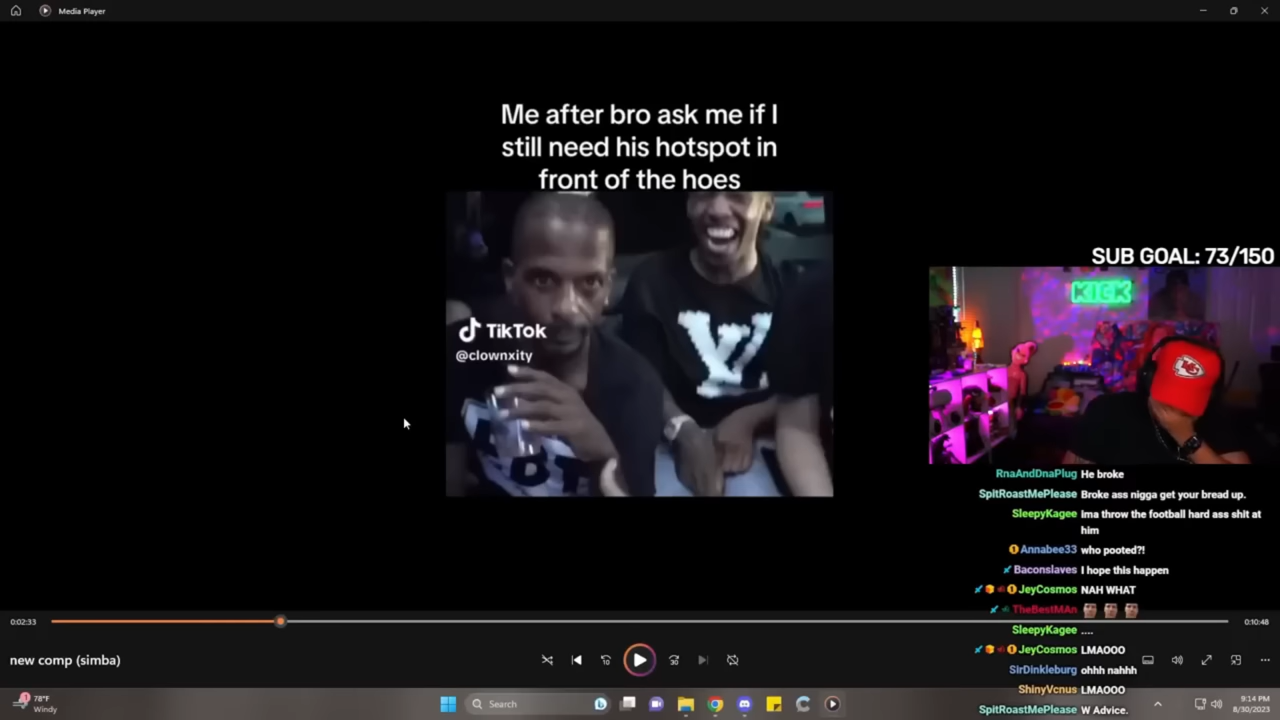 Media Player
Me after bro ask me if I
still need his hotspot in
front of the hoes
TikTok
@clownxity
SUB GOAL: 73/150
KICK
RnaAndDnaPlug He broke
SpitRoastMePlease Broke ass nigga get your bread up.
SleepyKagee Ima throw the football hard ass shit at
him
Annabee33 who pooted?!
Baconslaves I hope this happen
JeyCosmos NAH WHAT
TheBestMAn
SleepyKagee ....
JeyCosmos LMAOOO
SirDinkleburg ohhh nahhh
ShinyVcnus LMAOOO
SpitRoastMePlease W Advice.
0:02:33
0:10:48
new comp (simba)
10
30
1
78°F
Windy
Search
9:14 PM
8/30/2023